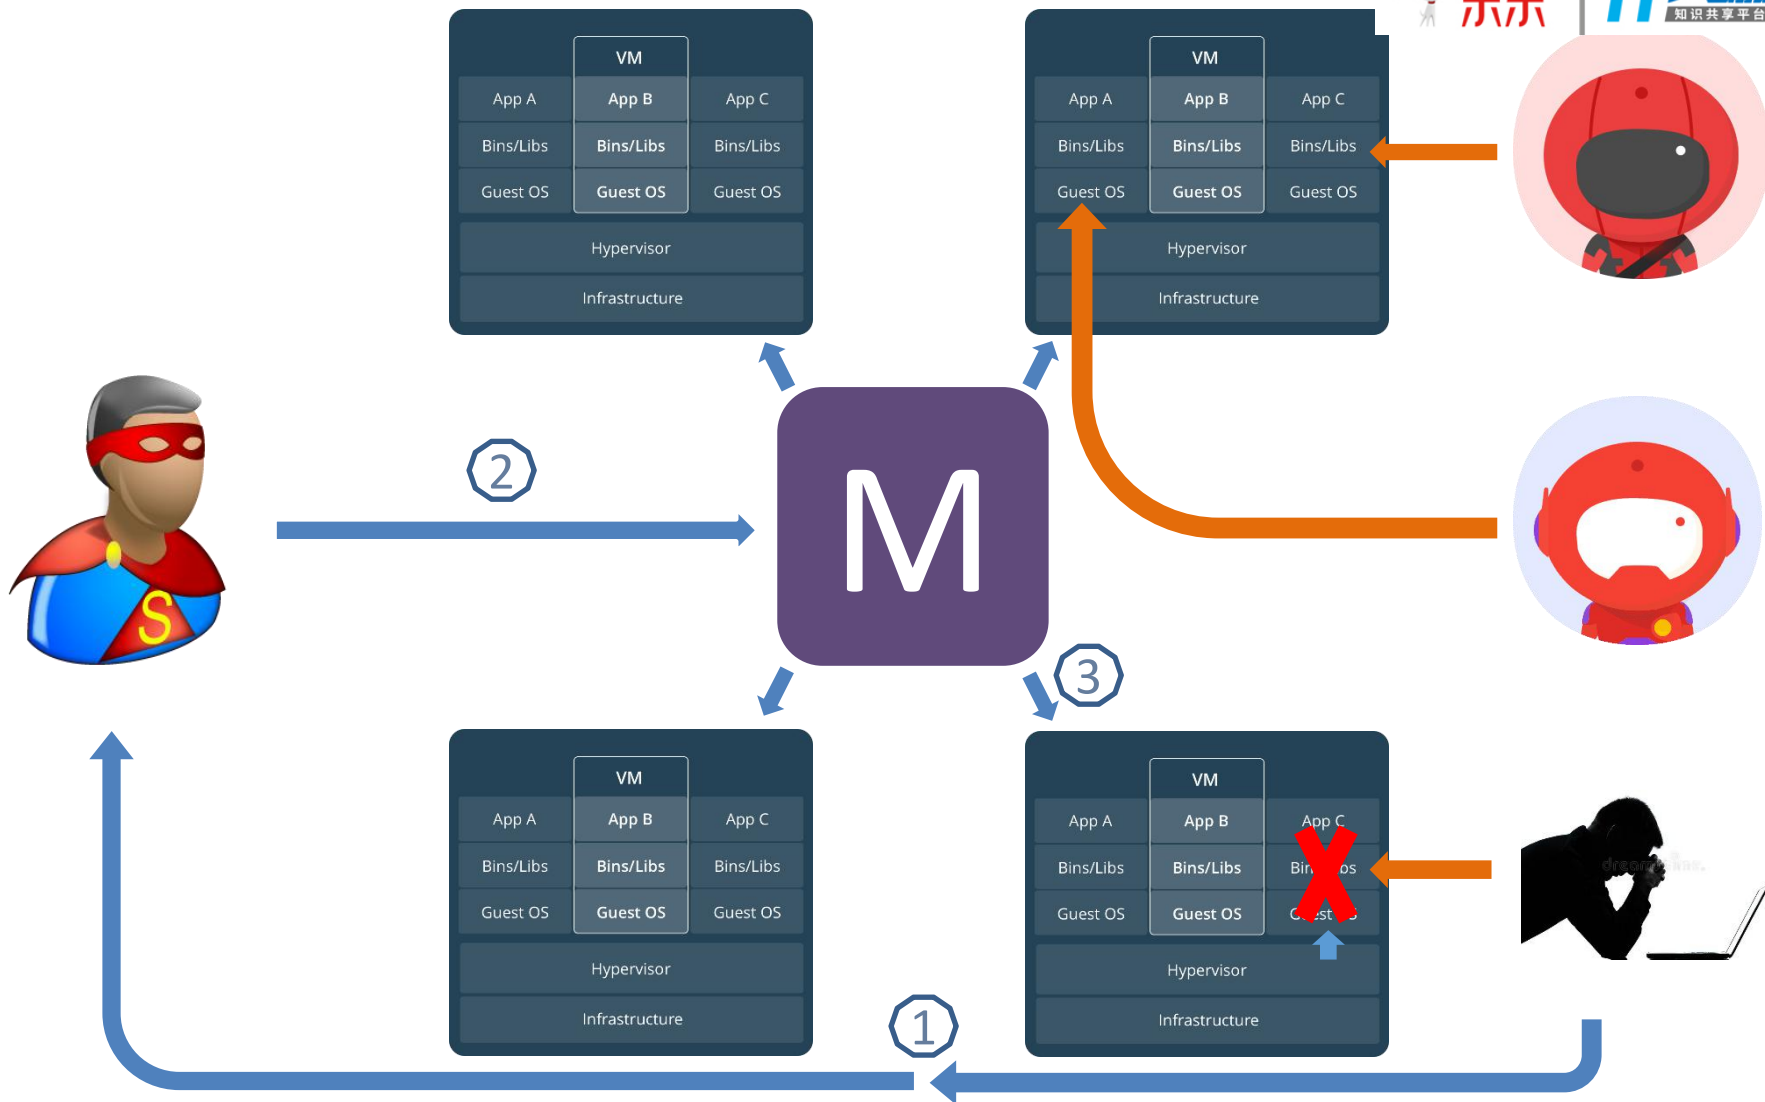 京东
知识共享平台
VM
App A App B App C
Bins/Libs Bins/Libs Bins/Libs
Guest OS Guest OS Guest OS
Hypervisor
Infrastructure
VM
App A App B App C
Bins/Libs Bins/Libs Bins/Libs
Guest OS Guest OS Guest OS
Hypervisor
Infrastructure
2
M
S
3
VM
App A App B App C
Bins/Libs Bins/Libs Bins/Libs
Guest OS Guest OS Guest OS
Hypervisor
Infrastructure
VM
App A App B App C
Bins/Libs Bins/Libs
Guest OS Guest OS
Hypervisor
Infrastructure
1